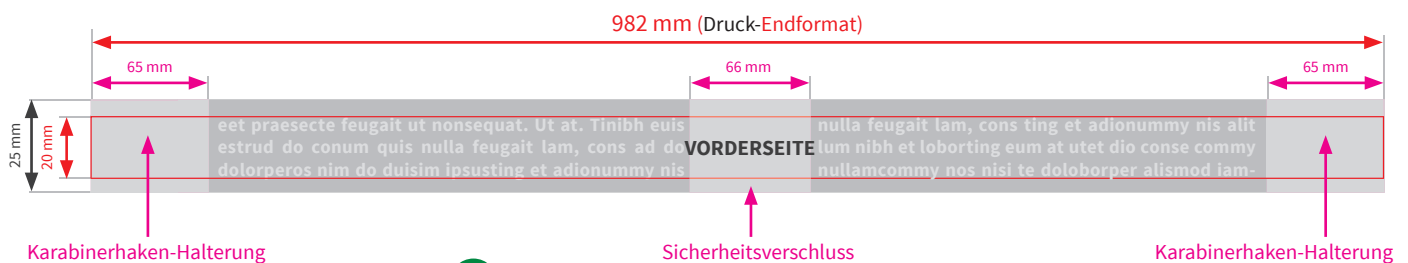 982 mm (Druck-Endformat)
65 mm
66 mm
65 mm
25 mm
20 mm
eet praesecte feugait ut nonsequat. Ut at. Tinibh euis
estrud do conum quis nulla feugait lam, cons ad do
dolorperos nim do duisim ipsusting et adionummy nis
VORDERSEITE
nulla feugait lam, cons ting et adionummy nis alit
lum nibh et loborting eum at utet dio conse commy
nullamcommy nos nisi te doloborper alismod iam-
Karabinerhaken-Halterung
Sicherheitsverschluss
Karabinerhaken-Halterung